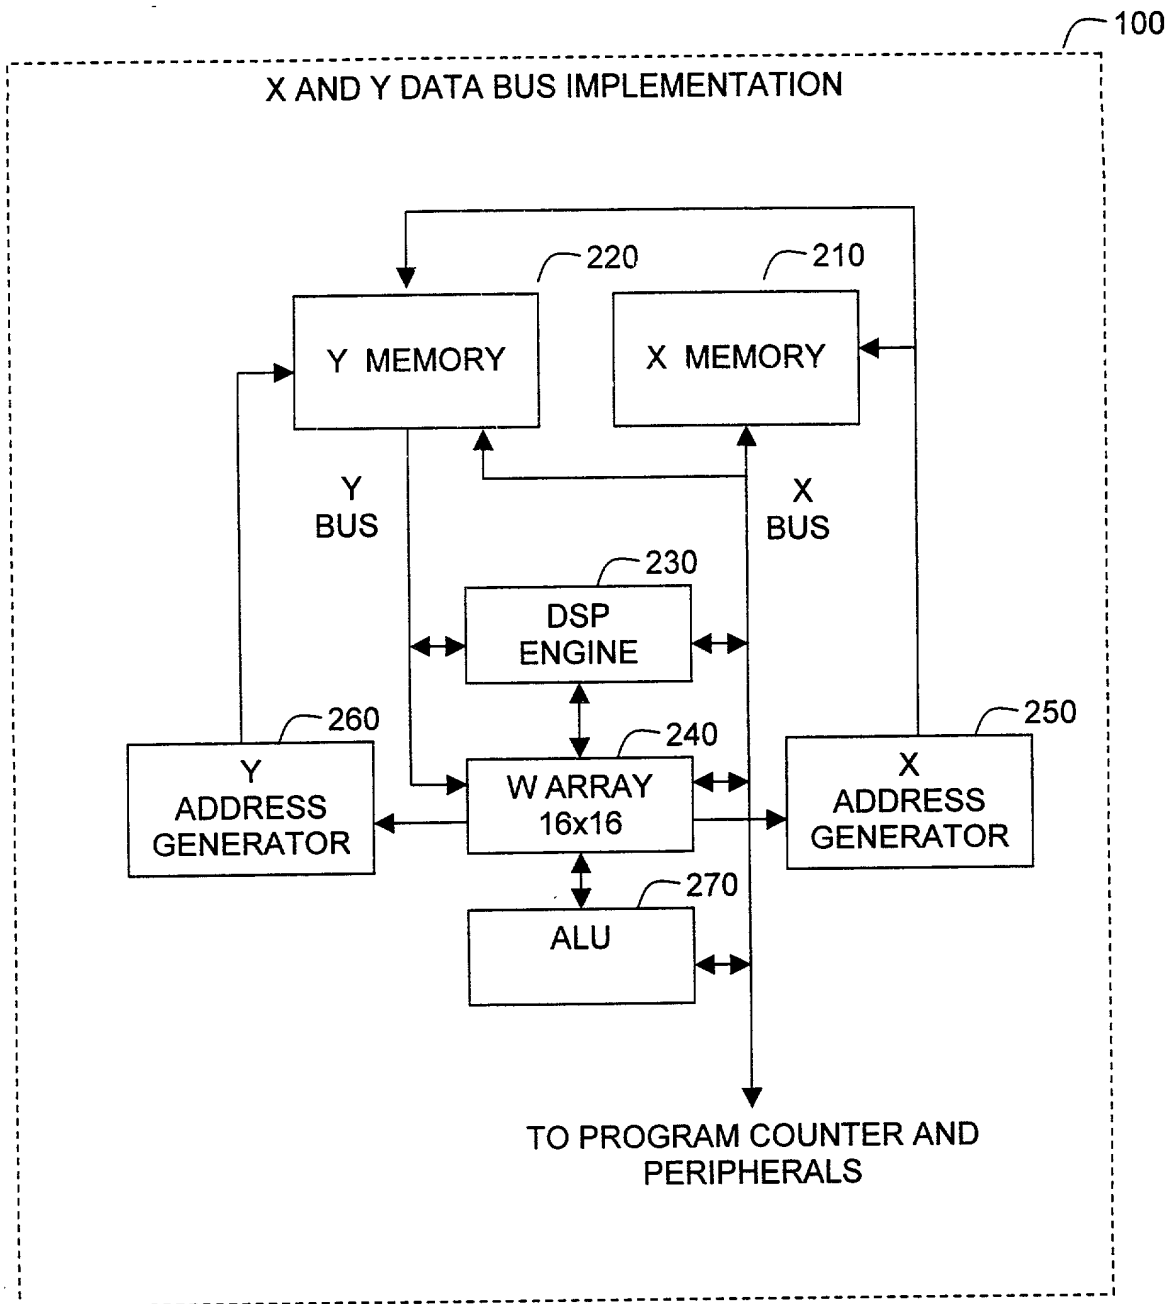 100
X AND Y DATA BUS IMPLEMENTATION
220
210
Y MEMORY
X MEMORY
Y
BUS
X
BUS
230
DSP
ENGINE
260
240
250
Y
ADDRESS
GENERATOR
W ARRAY
16x16
X
ADDRESS
GENERATOR
270
ALU
TO PROGRAM COUNTER AND
PERIPHERALS